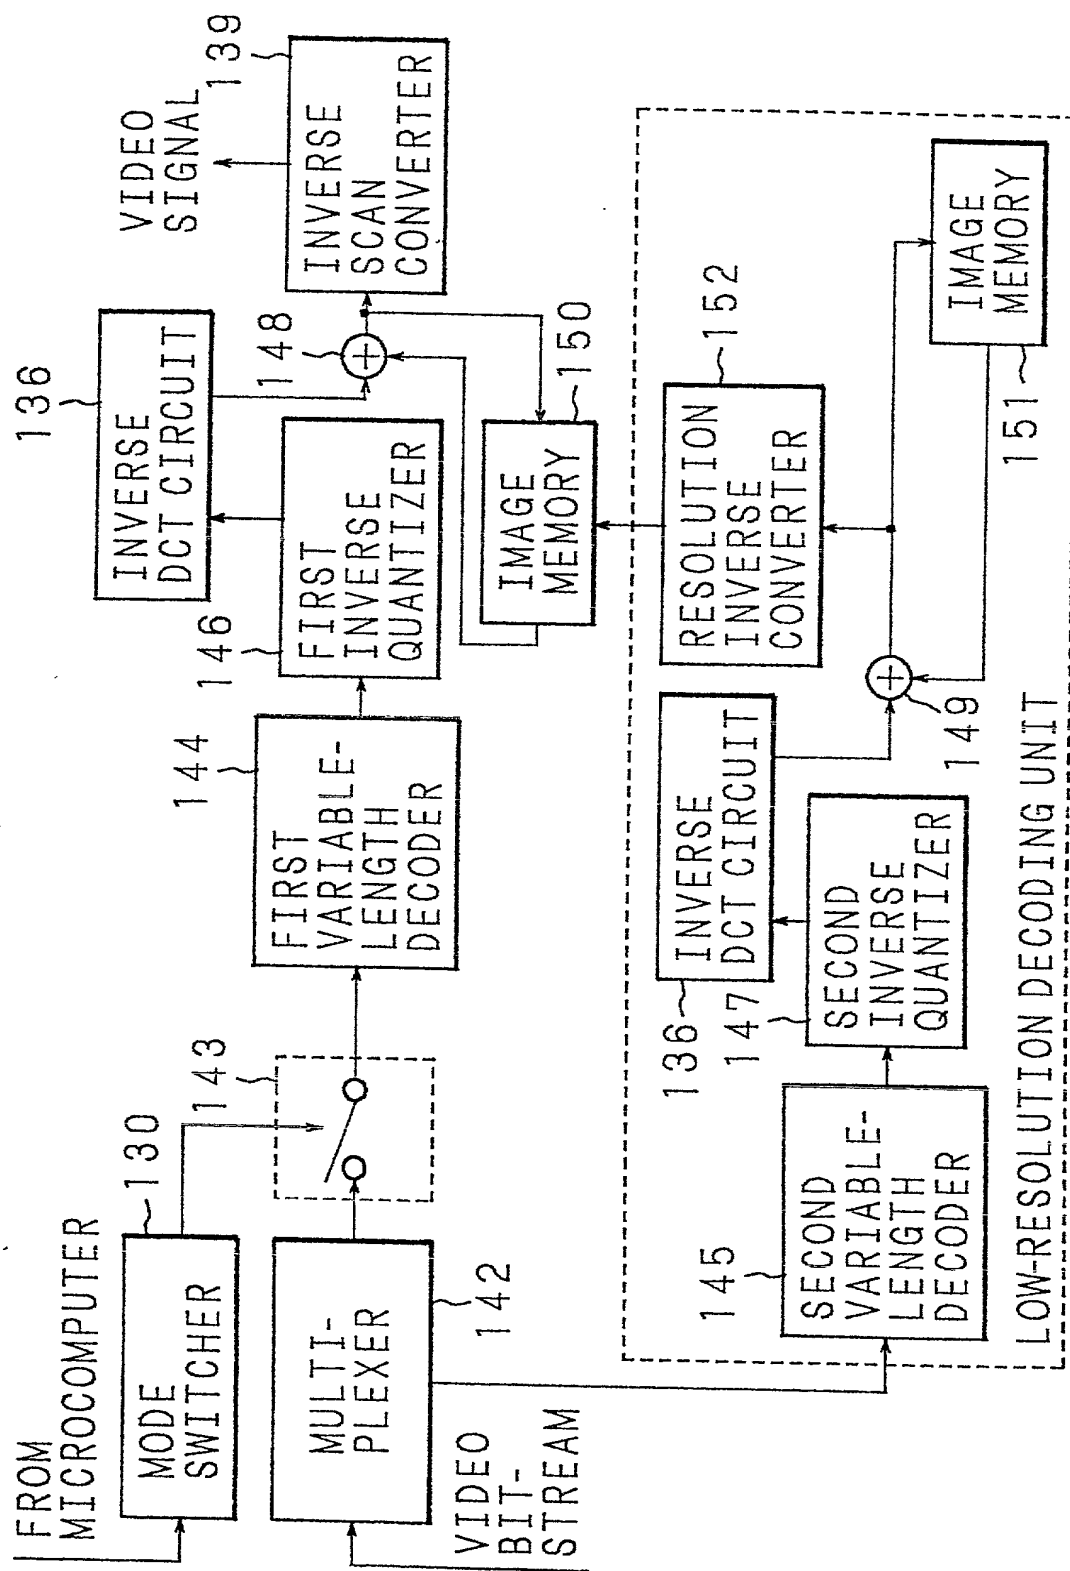 FROM
MICROCOMPUTER
MODE
SWITCHER
130
143
MULTI-
PLEXER
142
VIDEO
BIT-
STREAM
144
FIRST
VARIABLE-
LENGTH
DECODER
146
FIRST
INVERSE
QUANTIZER
136
INVERSE
DCT CIRCUIT
148
VIDEO
SIGNAL
139
INVERSE
SCAN
CONVERTER
IMAGE
MEMORY
150
145
SECOND
VARIABLE-
LENGTH
DECODER
147
SECOND
INVERSE
QUANTIZER
136
INVERSE
DCT CIRCUIT
149
RESOLUTION
INVERSE
CONVERTER
152
IMAGE
MEMORY
151
LOW-RESOLUTION DECODING UNIT